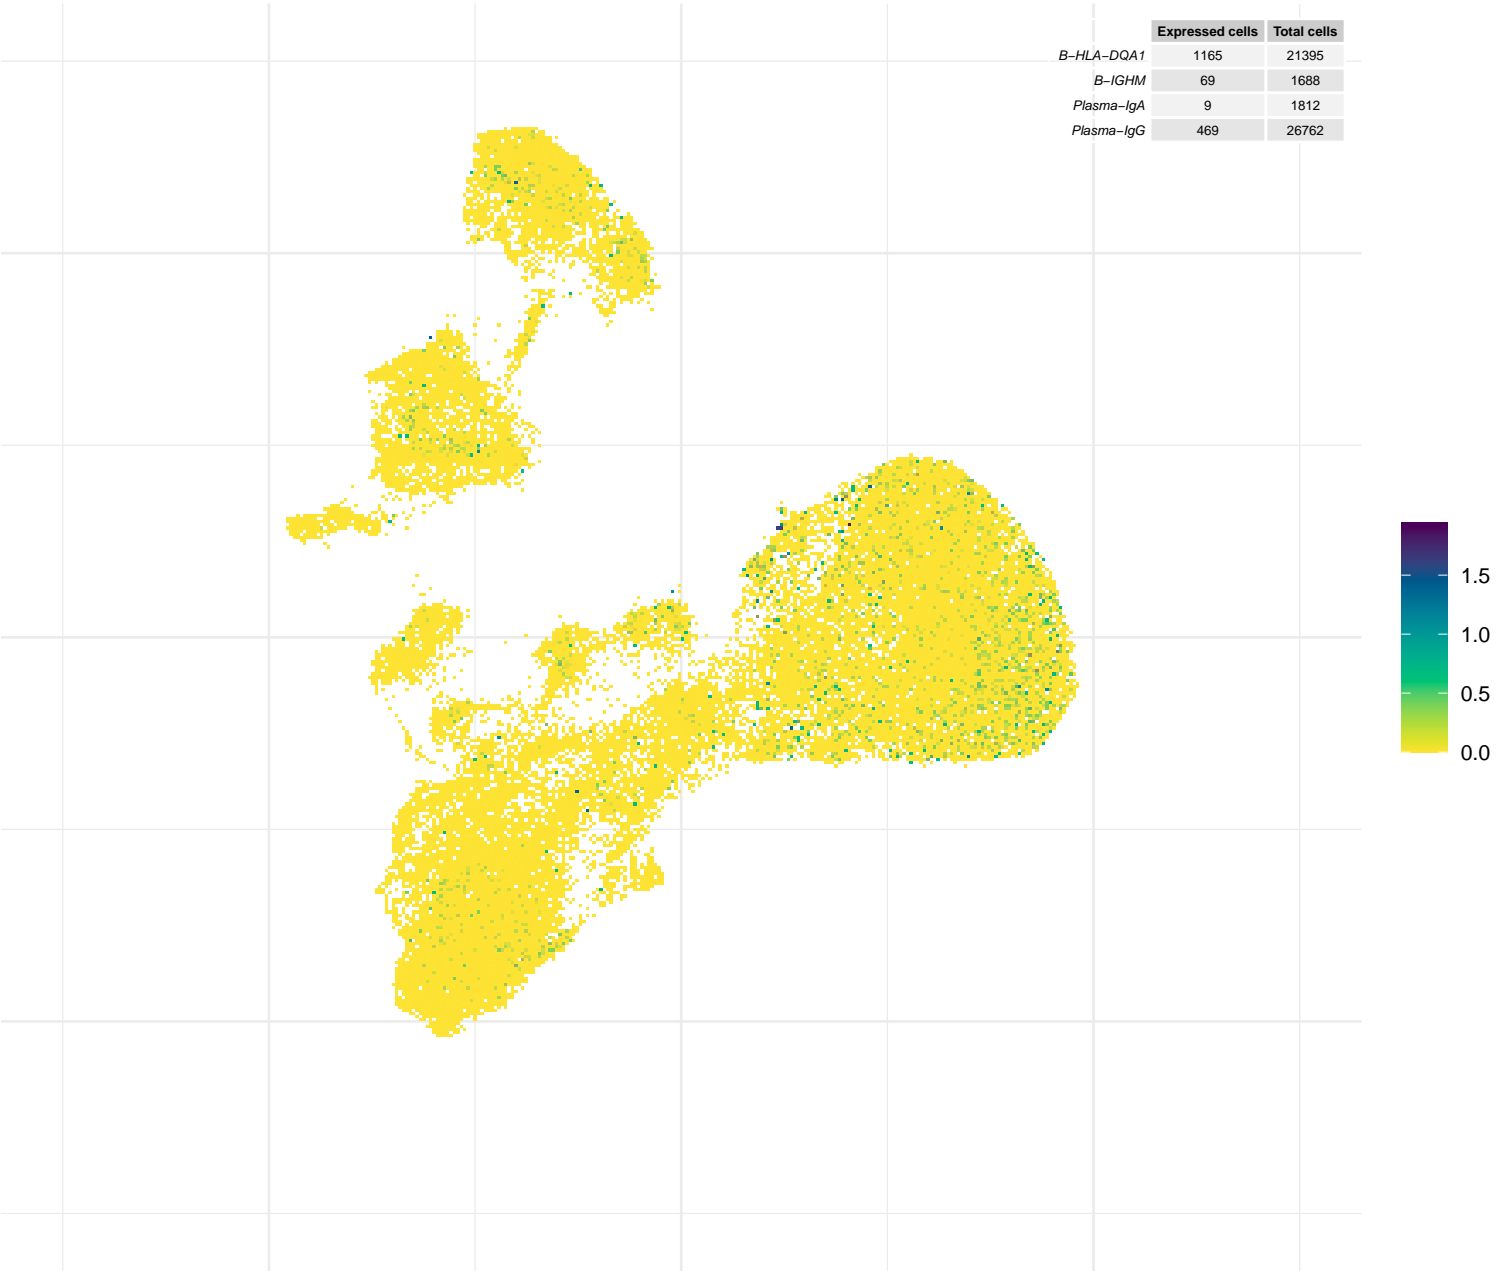 Expressed cells Total cells
B−HLA−DQA1 1165 21395
B−IGHM 69 1688
Plasma−IgA 9 1812
Plasma−IgG 469 26762
1.5
1.0
0.5
0.0